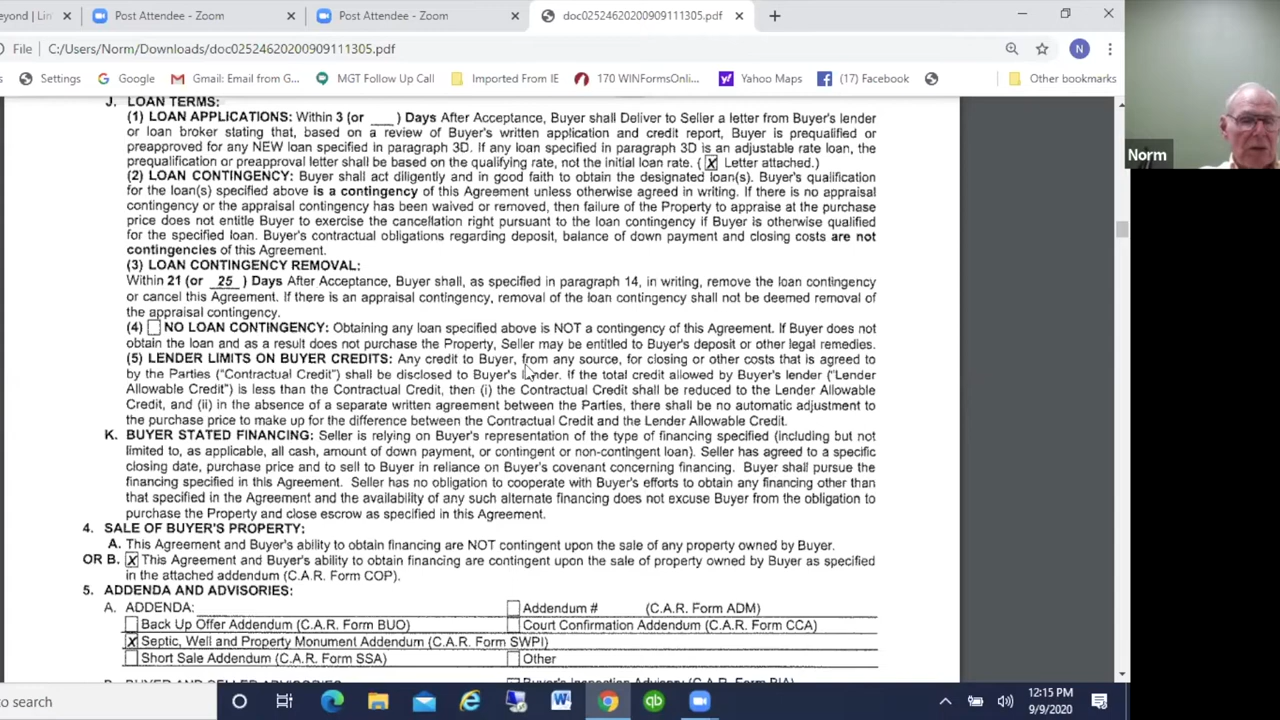 eyond | Lin
Post Attendee - Zoom
Post Attendee - Zoom
doc02524620200909111305.pdf
File
C:/Users/Norm/Downloads/doc02524620200909111305.pdf
N
Settings
Google
Gmail: Email from G...
MGT Follow Up Call
Imported From IE
170 WINFormsOnli...
Yahoo Maps
(17) Facebook
Other bookmarks
Norm
J. LOAN TERMS:
(1) LOAN APPLICATIONS: Within 3 (or ___ ) Days After Acceptance, Buyer shall Deliver to Seller a letter from Buyer's lender
or loan broker stating that, based on a review of Buyer's written application and credit report, Buyer is prequalified or
preapproved for any NEW loan specified in paragraph 3D. If any loan specified in paragraph 3D is an adjustable rate loan, the
prequalification or preapproval letter shall be based on the qualifying rate, not the initial loan rate. ( X Letter attached.)
(2) LOAN CONTINGENCY: Buyer shall act diligently and in good faith to obtain the designated loan(s). Buyer's qualification
for the loan(s) specified above is a contingency of this Agreement unless otherwise agreed in writing. If there is no appraisal
contingency or the appraisal contingency has been waived or removed, then failure of the Property to appraise at the purchase
price does not entitle Buyer to exercise the cancellation right pursuant to the loan contingency if Buyer is otherwise qualified
for the specified loan. Buyer's contractual obligations regarding deposit, balance of down payment and closing costs are not
contingencies of this Agreement.
(3) LOAN CONTINGENCY REMOVAL:
Within 21 (or 25 ) Days After Acceptance, Buyer shall, as specified in paragraph 14, in writing, remove the loan contingency
or cancel this Agreement. If there is an appraisal contingency, removal of the loan contingency shall not be deemed removal of
the appraisal contingency.
(4) NO LOAN CONTINGENCY: Obtaining any loan specified above is NOT a contingency of this Agreement. If Buyer does not
obtain the loan and as a result does not purchase the Property, Seller may be entitled to Buyer's deposit or other legal remedies.
(5) LENDER LIMITS ON BUYER CREDITS: Any credit to Buyer, from any source, for closing or other costs that is agreed to
by the Parties ("Contractual Credit") shall be disclosed to Buyer's lender. If the total credit allowed by Buyer's lender ("Lender
Allowable Credit") is less than the Contractual Credit, then (i) the Contractual Credit shall be reduced to the Lender Allowable
Credit, and (ii) in the absence of a separate written agreement between the Parties, there shall be no automatic adjustment to
the purchase price to make up for the difference between the Contractual Credit and the Lender Allowable Credit.
K. BUYER STATED FINANCING: Seller is relying on Buyer's representation of the type of financing specified (including but not
limited to, as applicable, all cash, amount of down payment, or contingent or non-contingent loan). Seller has agreed to a specific
closing date, purchase price and to sell to Buyer in reliance on Buyer's covenant concerning financing. Buyer shall pursue the
financing specified in this Agreement. Seller has no obligation to cooperate with Buyer's efforts to obtain any financing other than
that specified in the Agreement and the availability of any such alternate financing does not excuse Buyer from the obligation to
purchase the Property and close escrow as specified in this Agreement.
4. SALE OF BUYER'S PROPERTY:
A. This Agreement and Buyer's ability to obtain financing are NOT contingent upon the sale of any property owned by Buyer.
OR B. X This Agreement and Buyer's ability to obtain financing are contingent upon the sale of property owned by Buyer as specified
in the attached addendum (C.A.R. Form COP).
5. ADDENDA AND ADVISORIES:
A. ADDENDA: Addendum # (C.A.R. Form ADM)
Back Up Offer Addendum (C.A.R. Form BUO) Court Confirmation Addendum (C.A.R. Form CCA)
X Septic, Well and Property Monument Addendum (C.A.R. Form SWPI)
Short Sale Addendum (C.A.R. Form SSA) Other
to search
12:15 PM
9/9/2020